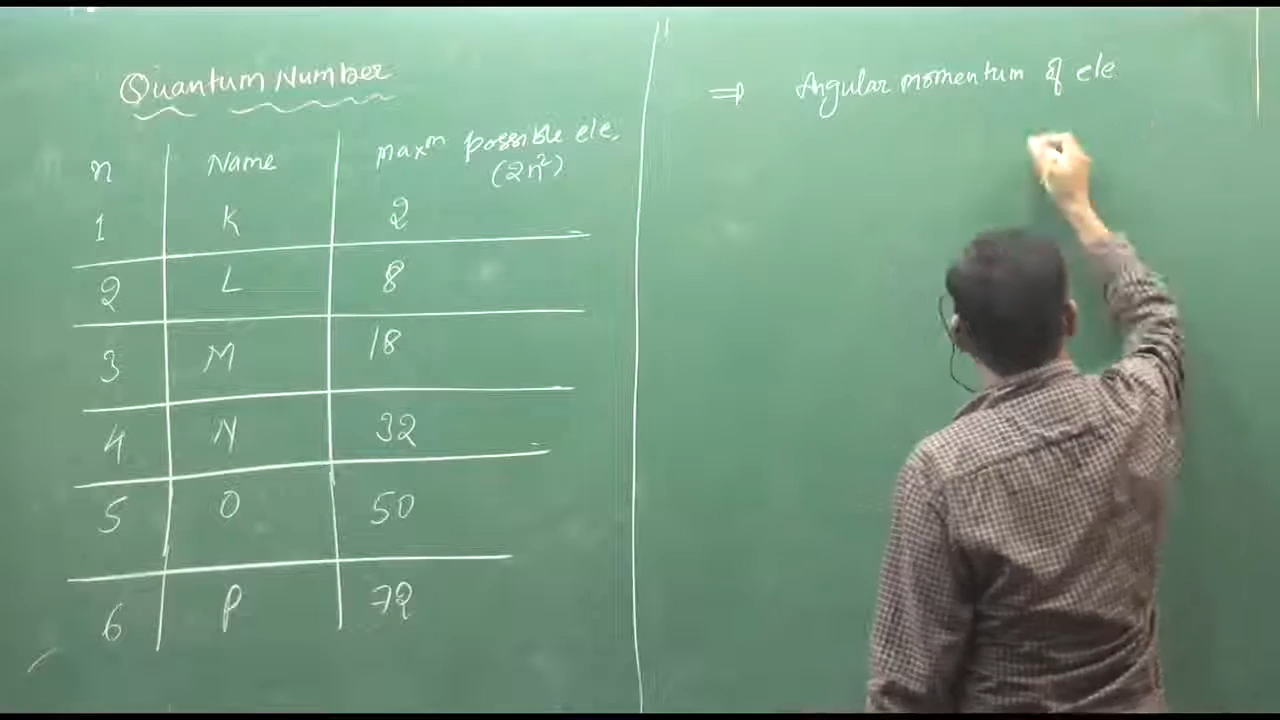 Quantum Number
n Name maxᵐ possible ele.
(2n²)
1 K 2
2 L 8
3 M 18
4 N 32
5 O 50
6 P 72
⇒ Angular momentum of ele